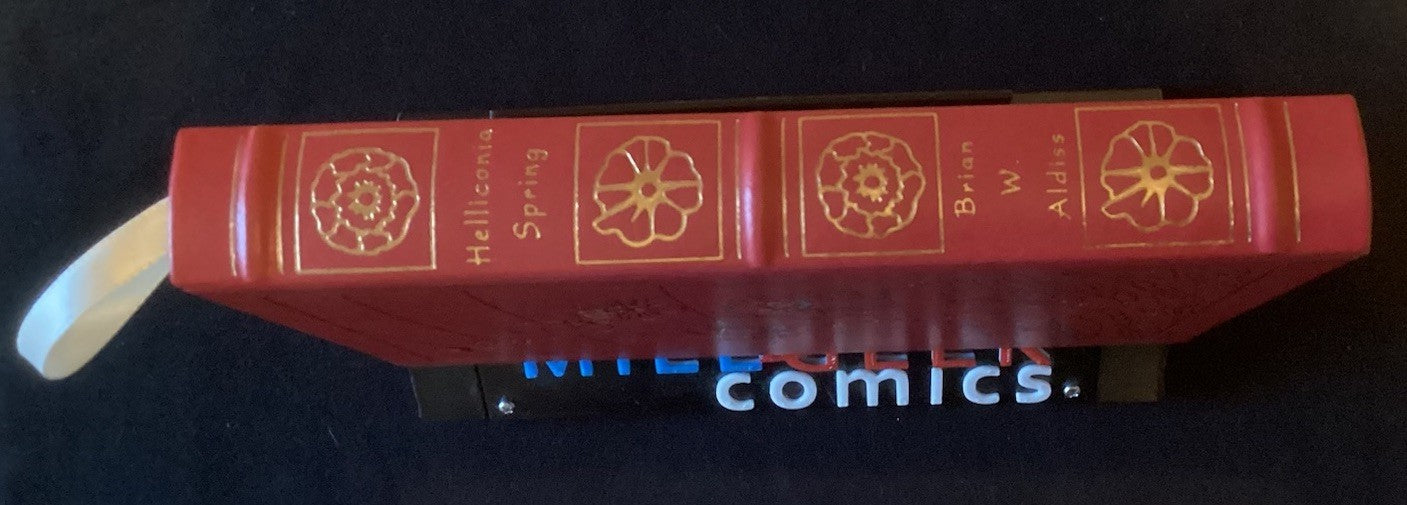 Helliconia
Spring
Brian
W.
Aldiss
comics.